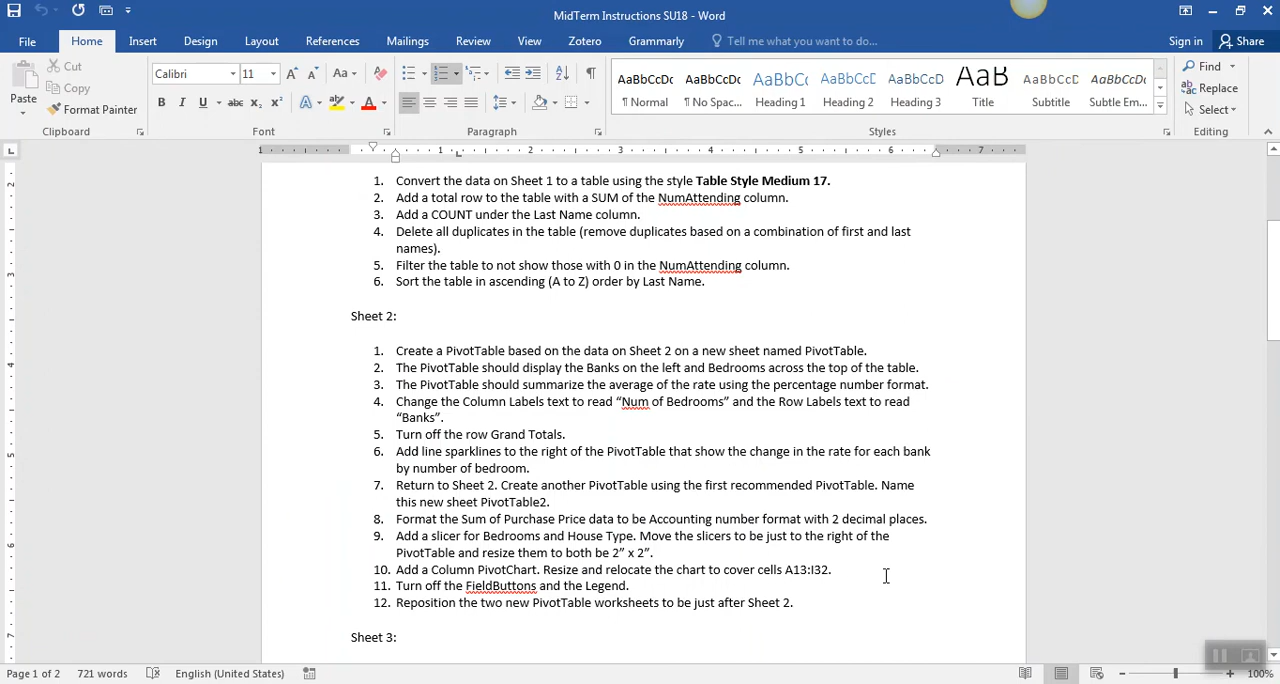 MidTerm Instructions SU18 - Word
File Home Insert Design Layout References Mailings Review View Zotero Grammarly Tell me what you want to do... Sign in Share
Paste Cut Copy Format Painter
Calibri 11
Aa
AaBbCcDc AaBbCcDc AaBbCc AaBbCcC AaBbCcD AaB AaBbCcD AaBbCcDc
¶ Normal ¶ No Spac... Heading 1 Heading 2 Heading 3 Title Subtitle Subtle Em...
Find Replace Select
Clipboard Font Paragraph Styles Editing
1 1 2 3 4 5 6 7
1. Convert the data on Sheet 1 to a table using the style Table Style Medium 17.
2. Add a total row to the table with a SUM of the NumAttending column.
3. Add a COUNT under the Last Name column.
4. Delete all duplicates in the table (remove duplicates based on a combination of first and last
names).
5. Filter the table to not show those with 0 in the NumAttending column.
6. Sort the table in ascending (A to Z) order by Last Name.
Sheet 2:
1. Create a PivotTable based on the data on Sheet 2 on a new sheet named PivotTable.
2. The PivotTable should display the Banks on the left and Bedrooms across the top of the table.
3. The PivotTable should summarize the average of the rate using the percentage number format.
4. Change the Column Labels text to read “Num of Bedrooms” and the Row Labels text to read
“Banks”.
5. Turn off the row Grand Totals.
6. Add line sparklines to the right of the PivotTable that show the change in the rate for each bank
by number of bedroom.
7. Return to Sheet 2. Create another PivotTable using the first recommended PivotTable. Name
this new sheet PivotTable2.
8. Format the Sum of Purchase Price data to be Accounting number format with 2 decimal places.
9. Add a slicer for Bedrooms and House Type. Move the slicers to be just to the right of the
PivotTable and resize them to both be 2” x 2”.
10. Add a Column PivotChart. Resize and relocate the chart to cover cells A13:I32.
11. Turn off the FieldButtons and the Legend.
12. Reposition the two new PivotTable worksheets to be just after Sheet 2.
Sheet 3:
Page 1 of 2 721 words English (United States) 100%